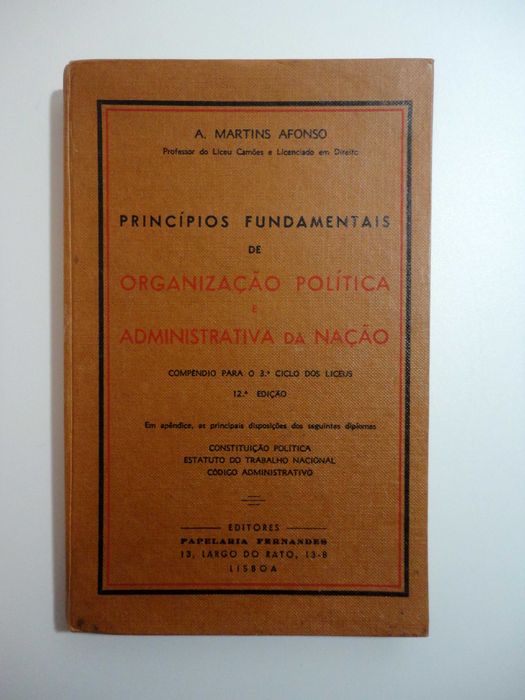 A. MARTINS AFONSO
Professor do Liceu Camões e Licenciado em Direito
PRINCÍPIOS FUNDAMENTAIS
DE
ORGANIZAÇÃO POLÍTICA
E
ADMINISTRATIVA DA NAÇÃO
COMPÊNDIO PARA O 3.º CICLO DOS LICEUS
12.ª EDIÇÃO
Em apêndice, as principais disposições dos seguintes diplomas
CONSTITUIÇÃO POLÍTICA
ESTATUTO DO TRABALHO NACIONAL
CÓDIGO ADMINISTRATIVO
EDITORES
PAPELARIA FERNANDES
13, LARGO DO RATO, 13-B
LISBOA